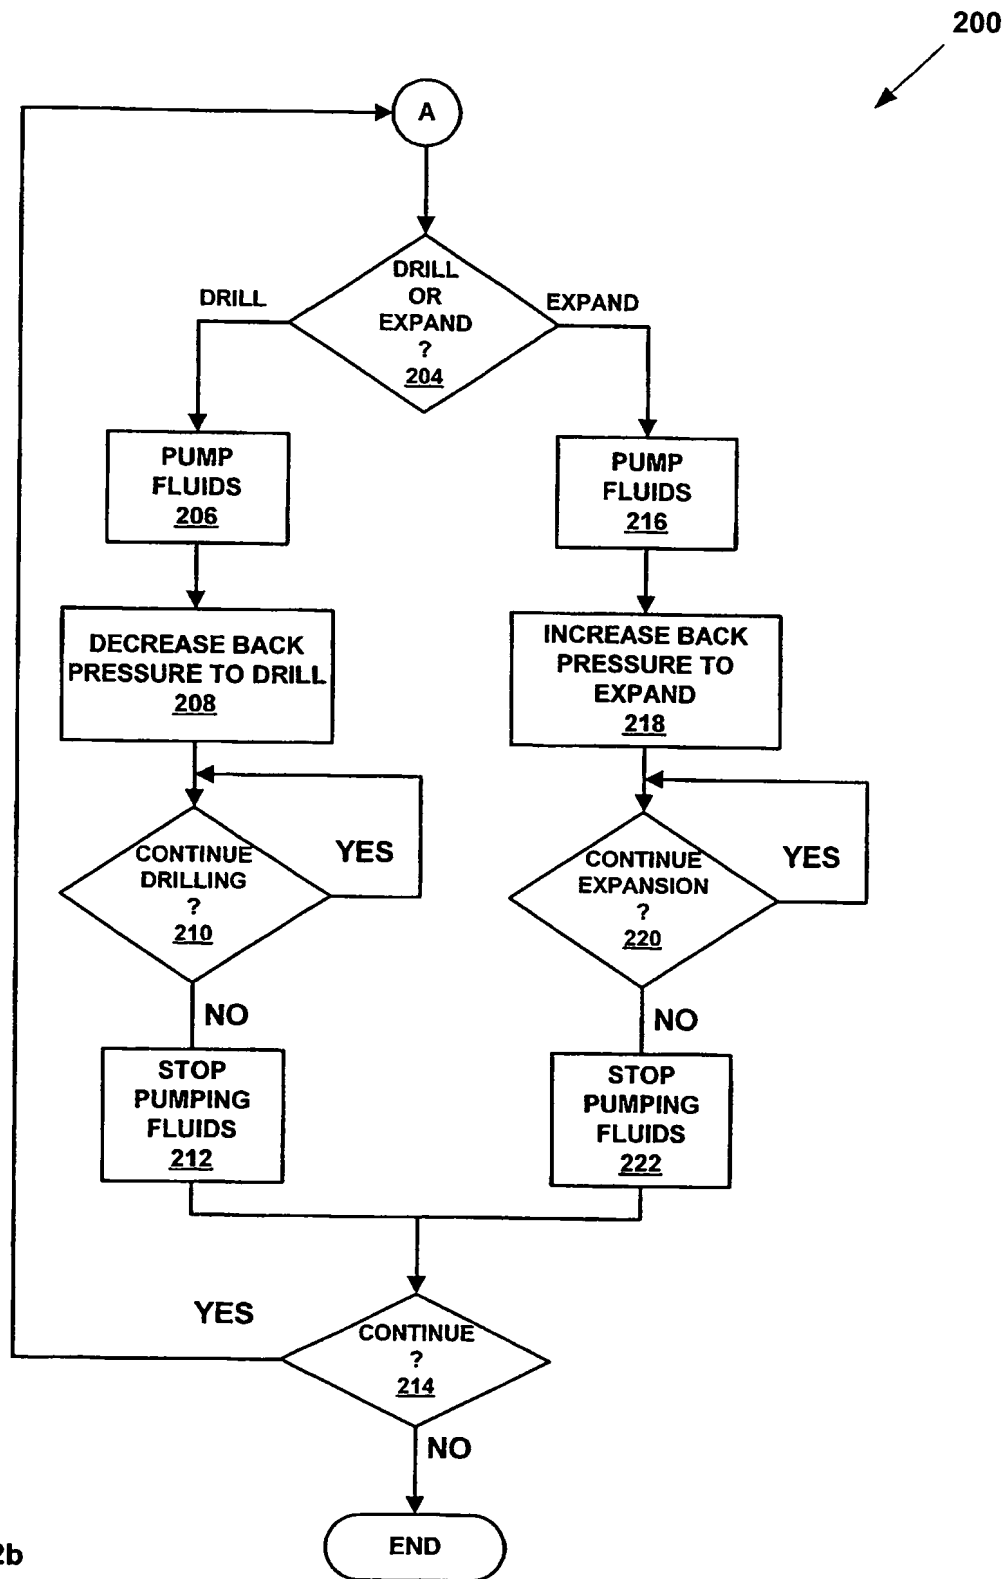 200
A
DRILL
OR
EXPAND
?
204
DRILL
EXPAND
PUMP
FLUIDS
206
PUMP
FLUIDS
216
DECREASE BACK
PRESSURE TO DRILL
208
INCREASE BACK
PRESSURE TO
EXPAND
218
CONTINUE
DRILLING
?
210
YES
CONTINUE
EXPANSION
?
220
YES
NO
NO
STOP
PUMPING
FLUIDS
212
STOP
PUMPING
FLUIDS
222
YES
CONTINUE
?
214
NO
END
2b